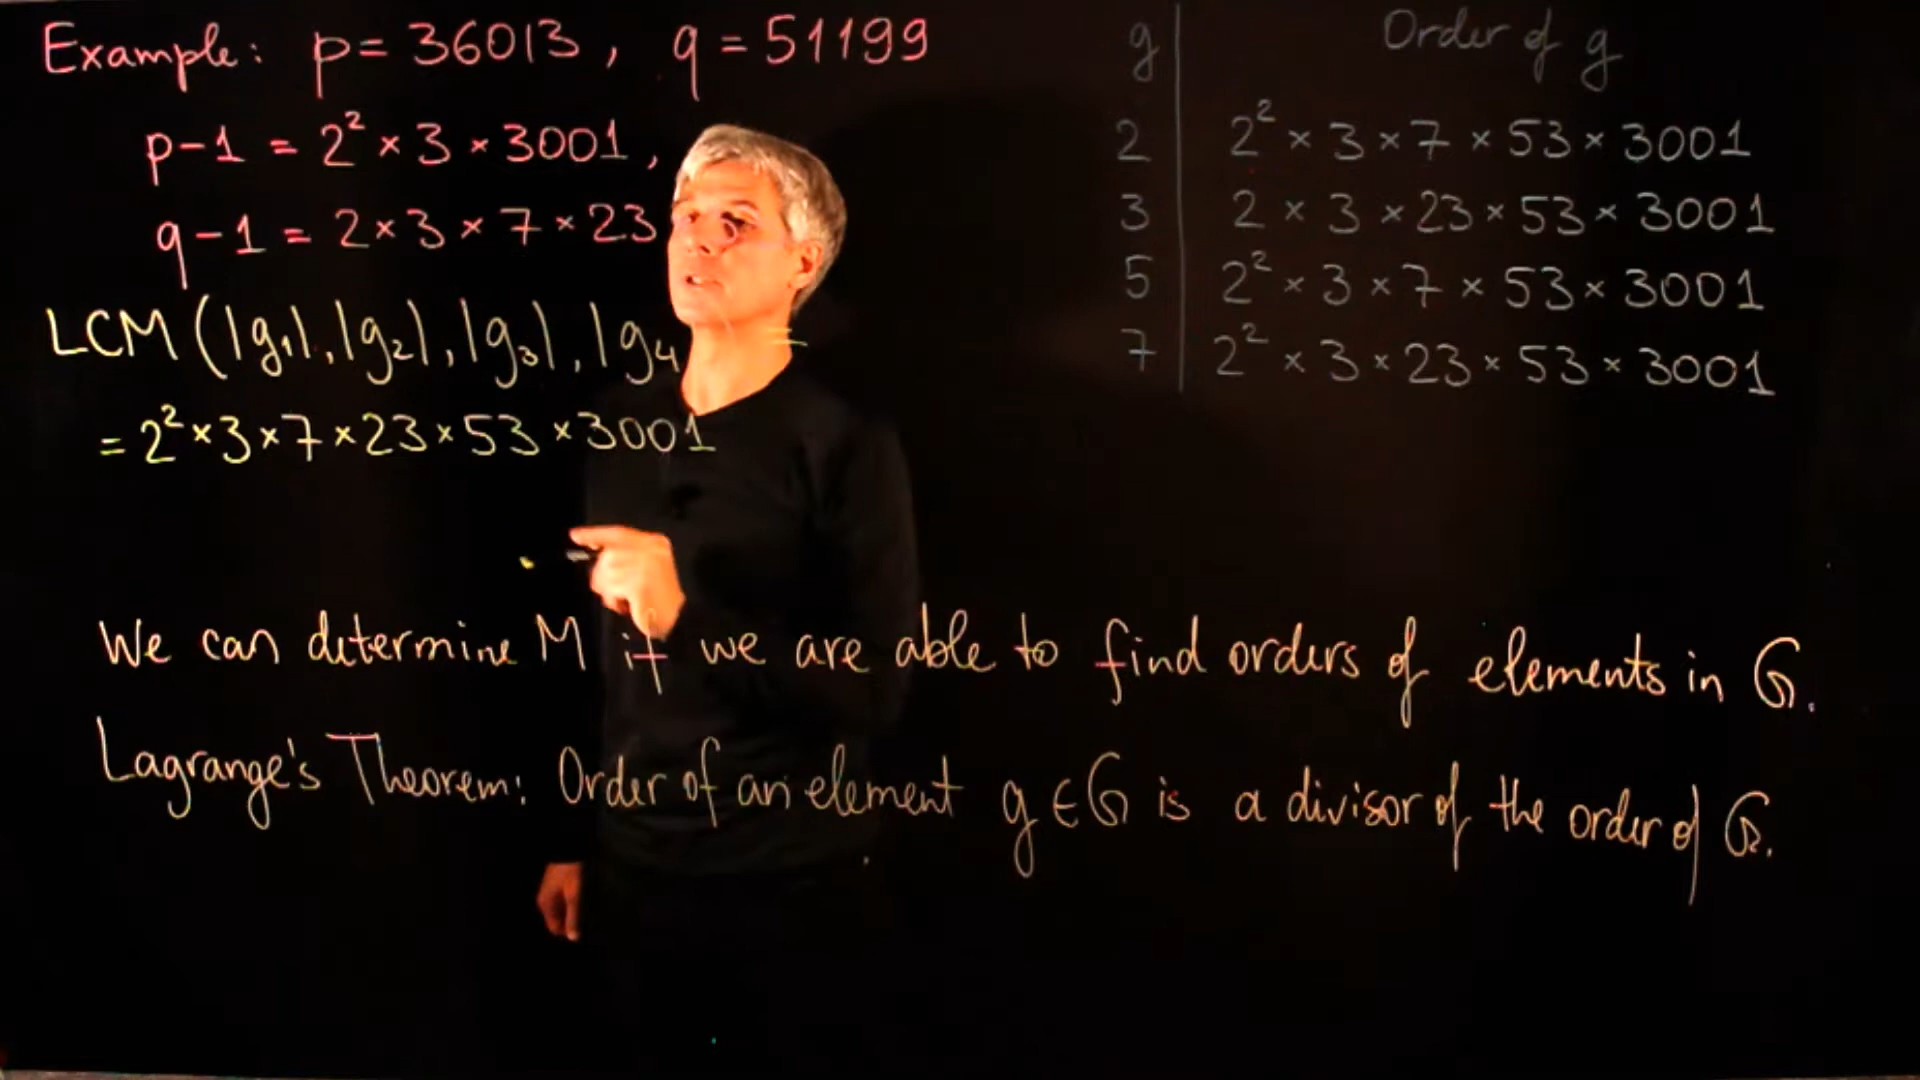 Example: p = 36013, q = 51199
p-1 = 2² × 3 × 3001,
q-1 = 2 × 3 × 7 × 23
LCM (|g₁|, |g₂|, |g₃|, |g₄ =
= 2² × 3 × 7 × 23 × 53 × 3001
g | Order of g
2 | 2² × 3 × 7 × 53 × 3001
3 | 2 × 3 × 23 × 53 × 3001
5 | 2² × 3 × 7 × 53 × 3001
7 | 2² × 3 × 23 × 53 × 3001
We can determine M if we are able to find orders of elements in G.
Lagrange's Theorem: Order of an element g ∈ G is a divisor of the order of G.